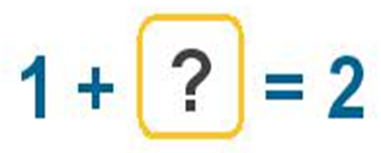 1 + ? = 2